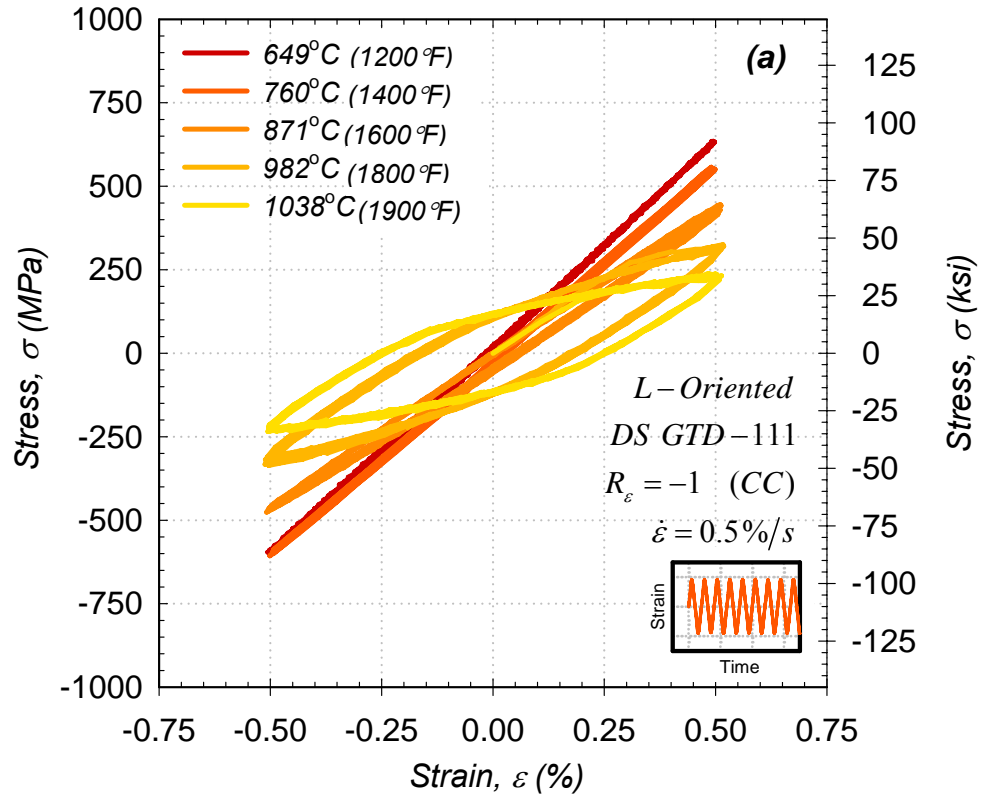 1000
750
500
250
0
-250
-500
-750
-1000
Stress, σ (MPa)
649°C (1200°F)
760°C (1400°F)
871°C (1600°F)
982°C (1800°F)
1038°C (1900°F)
(a)
125
100
75
50
25
0
-25
-50
-75
-100
-125
Stress, σ (ksi)
L−Oriented
DS GTD−111
R_ε = −1 (CC)
ε̇ = 0.5%/s
Strain
Time
-0.75 -0.50 -0.25 0.00 0.25 0.50 0.75
Strain, ε (%)